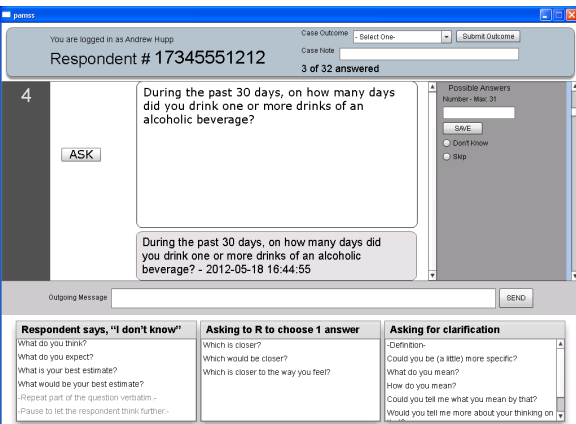 pamss
You are logged in as Andrew Hupp
Respondent # 17345551212
Case Outcome
- Select One-
Submit Outcome
Case Note
3 of 32 answered
4
ASK
During the past 30 days, on how many days
did you drink one or more drinks of an
alcoholic beverage?
During the past 30 days, on how many days did
you drink one or more drinks of an alcoholic
beverage? - 2012-05-18 16:44:55
Possible Answers
Number - Max: 31
SAVE
Don't Know
Skip
Outgoing Message
SEND
Respondent says, “I don’t know”
What do you think?
What do you expect?
What is your best estimate?
What would be your best estimate?
-Repeat part of the question verbatim.-
-Pause to let the respondent think further.-
Asking to R to choose 1 answer
Which is closer?
Which would be closer?
Which is closer to the way you feel?
Asking for clarification
-Definition-
Could you be (a little) more specific?
What do you mean?
How do you mean?
Could you tell me what you mean by that?
Would you tell me more about your thinking on